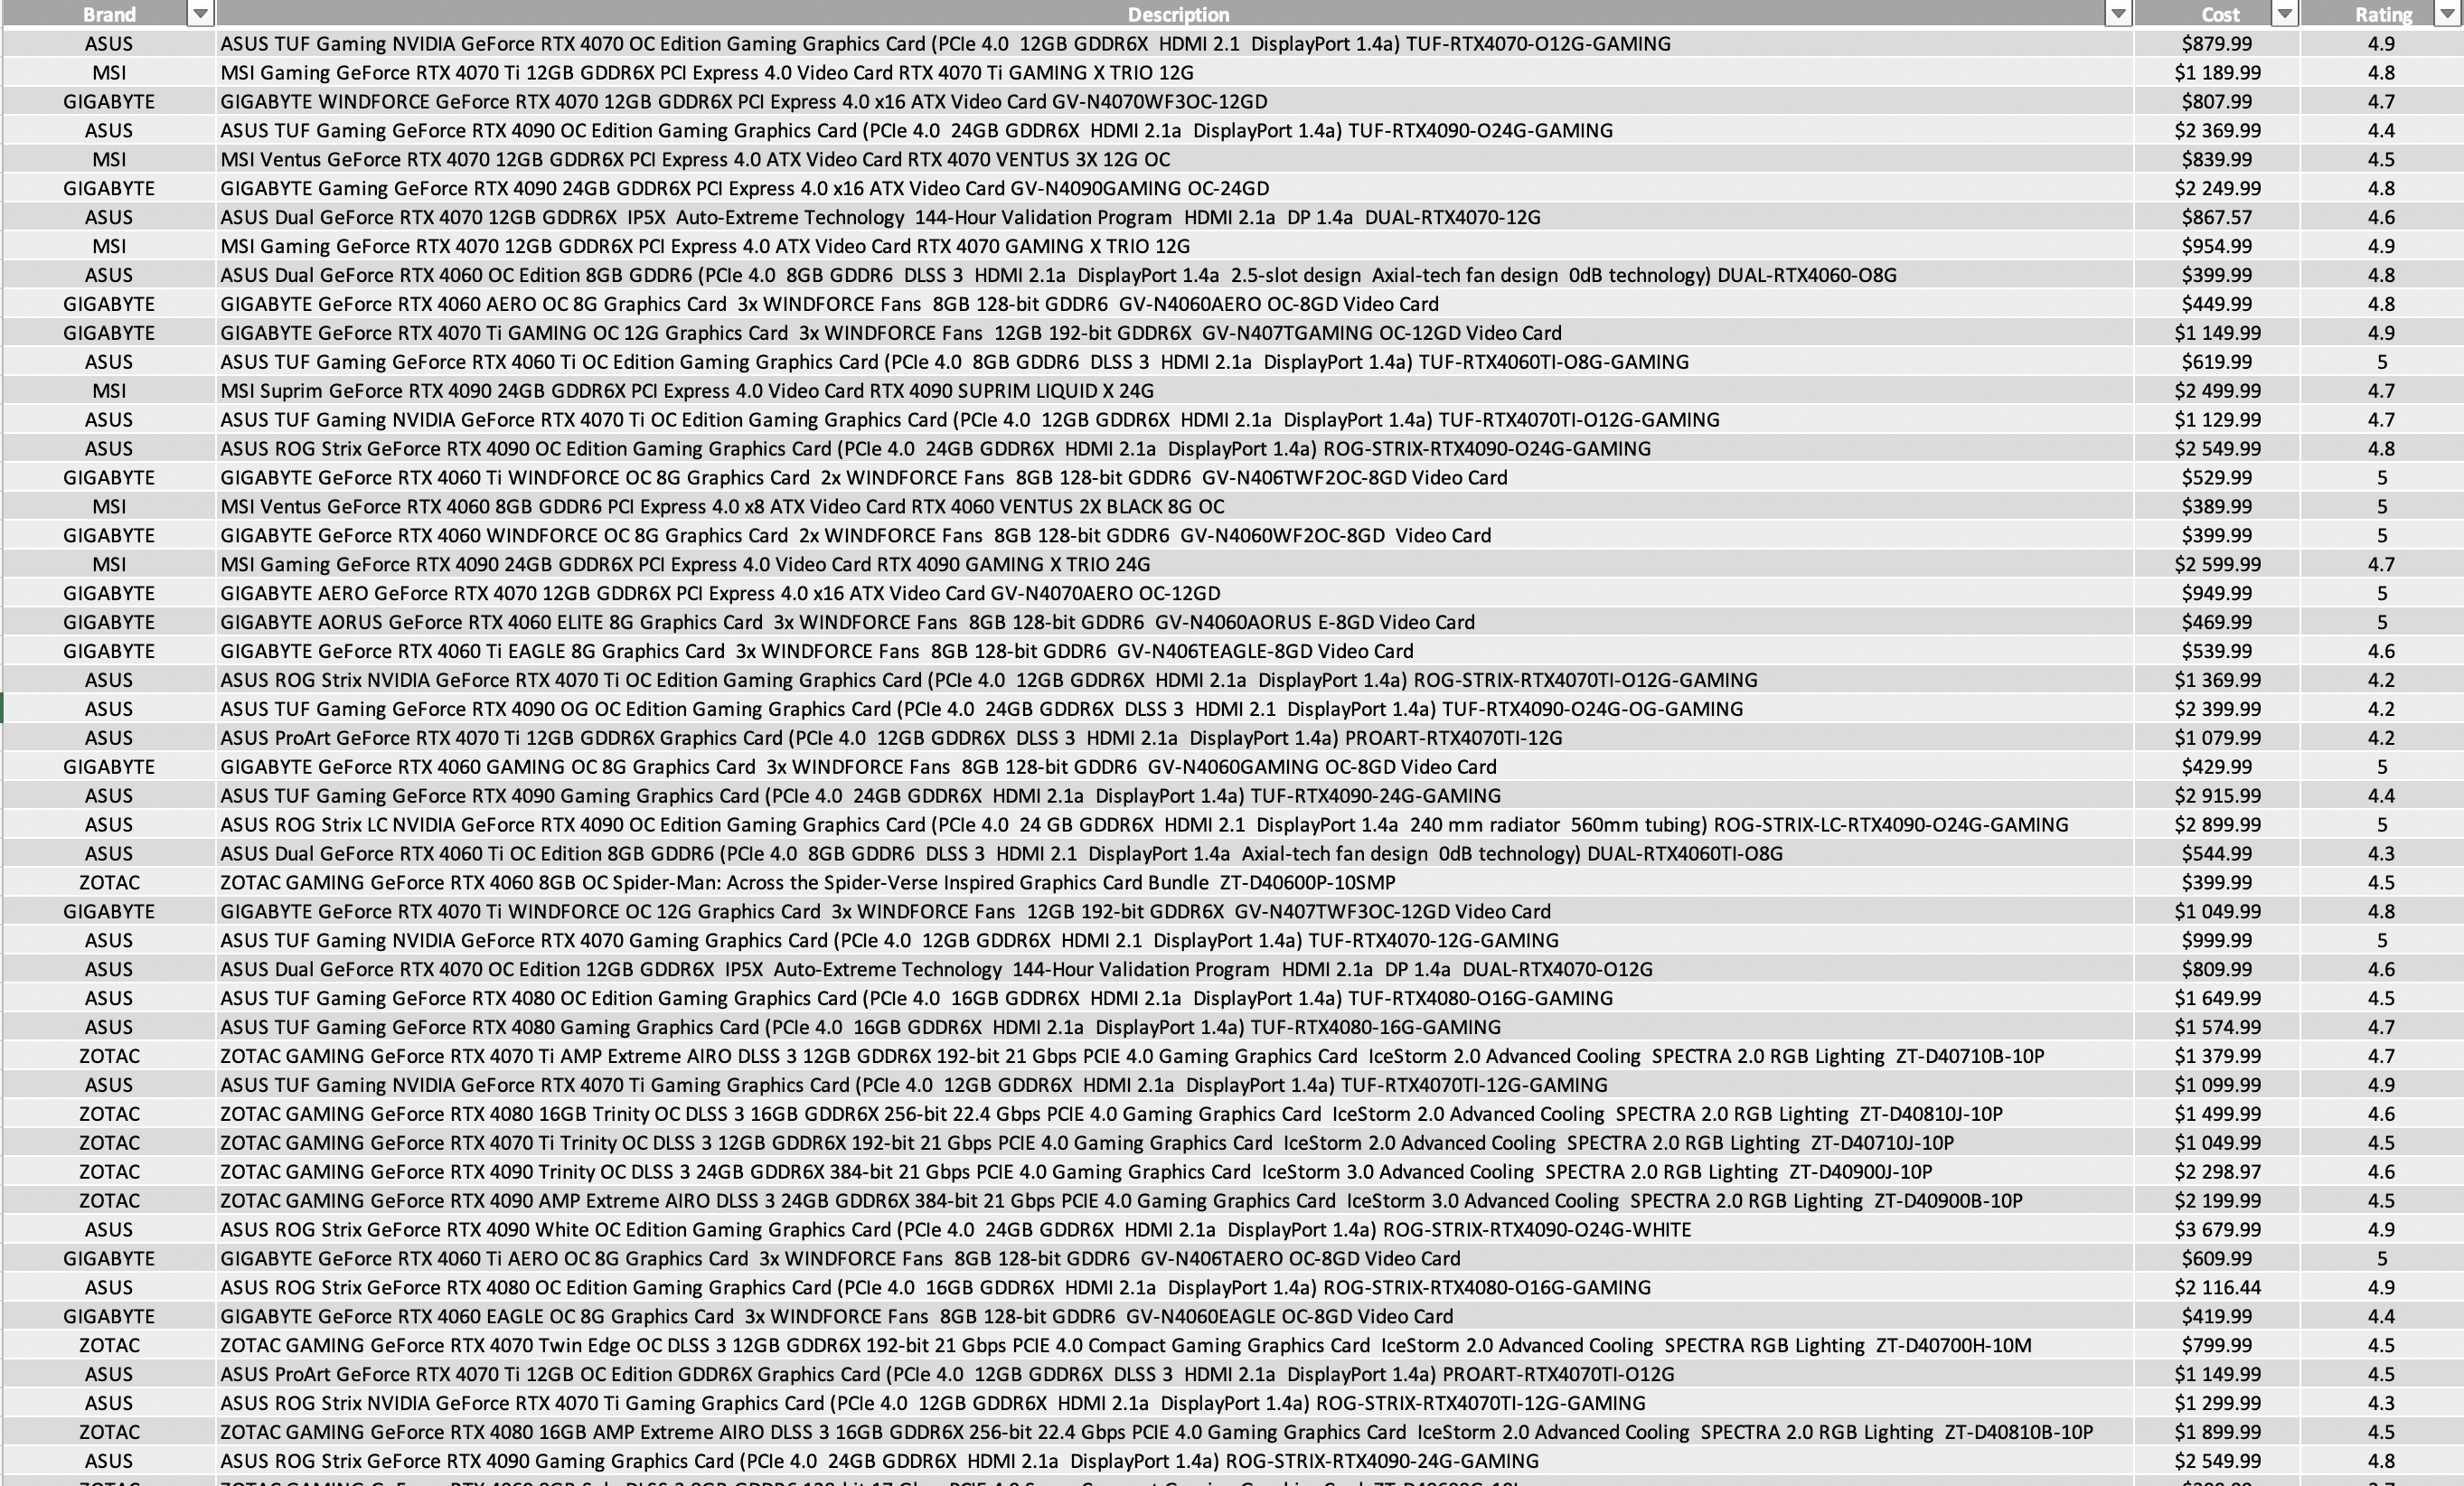 Brand Description Cost Rating
ASUS ASUS TUF Gaming NVIDIA GeForce RTX 4070 OC Edition Gaming Graphics Card (PCIe 4.0 12GB GDDR6X HDMI 2.1 DisplayPort 1.4a) TUF-RTX4070-O12G-GAMING $879.99 4.9
MSI MSI Gaming GeForce RTX 4070 Ti 12GB GDDR6X PCI Express 4.0 Video Card RTX 4070 Ti GAMING X TRIO 12G $1 189.99 4.8
GIGABYTE GIGABYTE WINDFORCE GeForce RTX 4070 12GB GDDR6X PCI Express 4.0 x16 ATX Video Card GV-N4070WF3OC-12GD $807.99 4.7
ASUS ASUS TUF Gaming GeForce RTX 4090 OC Edition Gaming Graphics Card (PCIe 4.0 24GB GDDR6X HDMI 2.1a DisplayPort 1.4a) TUF-RTX4090-O24G-GAMING $2 369.99 4.4
MSI MSI Ventus GeForce RTX 4070 12GB GDDR6X PCI Express 4.0 ATX Video Card RTX 4070 VENTUS 3X 12G OC $839.99 4.5
GIGABYTE GIGABYTE Gaming GeForce RTX 4090 24GB GDDR6X PCI Express 4.0 x16 ATX Video Card GV-N4090GAMING OC-24GD $2 249.99 4.8
ASUS ASUS Dual GeForce RTX 4070 12GB GDDR6X IP5X Auto-Extreme Technology 144-Hour Validation Program HDMI 2.1a DP 1.4a DUAL-RTX4070-12G $867.57 4.6
MSI MSI Gaming GeForce RTX 4070 12GB GDDR6X PCI Express 4.0 ATX Video Card RTX 4070 GAMING X TRIO 12G $954.99 4.9
ASUS ASUS Dual GeForce RTX 4060 OC Edition 8GB GDDR6 (PCIe 4.0 8GB GDDR6 DLSS 3 HDMI 2.1a DisplayPort 1.4a 2.5-slot design Axial-tech fan design 0dB technology) DUAL-RTX4060-O8G $399.99 4.8
GIGABYTE GIGABYTE GeForce RTX 4060 AERO OC 8G Graphics Card 3x WINDFORCE Fans 8GB 128-bit GDDR6 GV-N4060AERO OC-8GD Video Card $449.99 4.8
GIGABYTE GIGABYTE GeForce RTX 4070 Ti GAMING OC 12G Graphics Card 3x WINDFORCE Fans 12GB 192-bit GDDR6X GV-N407TGAMING OC-12GD Video Card $1 149.99 4.9
ASUS ASUS TUF Gaming GeForce RTX 4060 Ti OC Edition Gaming Graphics Card (PCIe 4.0 8GB GDDR6 DLSS 3 HDMI 2.1a DisplayPort 1.4a) TUF-RTX4060TI-O8G-GAMING $619.99 5
MSI MSI Suprim GeForce RTX 4090 24GB GDDR6X PCI Express 4.0 Video Card RTX 4090 SUPRIM LIQUID X 24G $2 499.99 4.7
ASUS ASUS TUF Gaming NVIDIA GeForce RTX 4070 Ti OC Edition Gaming Graphics Card (PCIe 4.0 12GB GDDR6X HDMI 2.1a DisplayPort 1.4a) TUF-RTX4070TI-O12G-GAMING $1 129.99 4.7
ASUS ASUS ROG Strix GeForce RTX 4090 OC Edition Gaming Graphics Card (PCIe 4.0 24GB GDDR6X HDMI 2.1a DisplayPort 1.4a) ROG-STRIX-RTX4090-O24G-GAMING $2 549.99 4.8
GIGABYTE GIGABYTE GeForce RTX 4060 Ti WINDFORCE OC 8G Graphics Card 2x WINDFORCE Fans 8GB 128-bit GDDR6 GV-N406TWF2OC-8GD Video Card $529.99 5
MSI MSI Ventus GeForce RTX 4060 8GB GDDR6 PCI Express 4.0 x8 ATX Video Card RTX 4060 VENTUS 2X BLACK 8G OC $389.99 5
GIGABYTE GIGABYTE GeForce RTX 4060 WINDFORCE OC 8G Graphics Card 2x WINDFORCE Fans 8GB 128-bit GDDR6 GV-N4060WF2OC-8GD Video Card $399.99 5
MSI MSI Gaming GeForce RTX 4090 24GB GDDR6X PCI Express 4.0 Video Card RTX 4090 GAMING X TRIO 24G $2 599.99 4.7
GIGABYTE GIGABYTE AERO GeForce RTX 4070 12GB GDDR6X PCI Express 4.0 x16 ATX Video Card GV-N4070AERO OC-12GD $949.99 5
GIGABYTE GIGABYTE AORUS GeForce RTX 4060 ELITE 8G Graphics Card 3x WINDFORCE Fans 8GB 128-bit GDDR6 GV-N4060AORUS E-8GD Video Card $469.99 5
GIGABYTE GIGABYTE GeForce RTX 4060 Ti EAGLE 8G Graphics Card 3x WINDFORCE Fans 8GB 128-bit GDDR6 GV-N406TEAGLE-8GD Video Card $539.99 4.6
ASUS ASUS ROG Strix NVIDIA GeForce RTX 4070 Ti OC Edition Gaming Graphics Card (PCIe 4.0 12GB GDDR6X HDMI 2.1a DisplayPort 1.4a) ROG-STRIX-RTX4070TI-O12G-GAMING $1 369.99 4.2
ASUS ASUS TUF Gaming GeForce RTX 4090 OG OC Edition Gaming Graphics Card (PCIe 4.0 24GB GDDR6X DLSS 3 HDMI 2.1 DisplayPort 1.4a) TUF-RTX4090-O24G-OG-GAMING $2 399.99 4.2
ASUS ASUS ProArt GeForce RTX 4070 Ti 12GB GDDR6X Graphics Card (PCIe 4.0 12GB GDDR6X DLSS 3 HDMI 2.1a DisplayPort 1.4a) PROART-RTX4070TI-12G $1 079.99 4.2
GIGABYTE GIGABYTE GeForce RTX 4060 GAMING OC 8G Graphics Card 3x WINDFORCE Fans 8GB 128-bit GDDR6 GV-N4060GAMING OC-8GD Video Card $429.99 5
ASUS ASUS TUF Gaming GeForce RTX 4090 Gaming Graphics Card (PCIe 4.0 24GB GDDR6X HDMI 2.1a DisplayPort 1.4a) TUF-RTX4090-24G-GAMING $2 915.99 4.4
ASUS ASUS ROG Strix LC NVIDIA GeForce RTX 4090 OC Edition Gaming Graphics Card (PCIe 4.0 24 GB GDDR6X HDMI 2.1 DisplayPort 1.4a 240 mm radiator 560mm tubing) ROG-STRIX-LC-RTX4090-O24G-GAMING $2 899.99 5
ASUS ASUS Dual GeForce RTX 4060 Ti OC Edition 8GB GDDR6 (PCIe 4.0 8GB GDDR6 DLSS 3 HDMI 2.1 DisplayPort 1.4a Axial-tech fan design 0dB technology) DUAL-RTX4060TI-O8G $544.99 4.3
ZOTAC ZOTAC GAMING GeForce RTX 4060 8GB OC Spider-Man: Across the Spider-Verse Inspired Graphics Card Bundle ZT-D40600P-10SMP $399.99 4.5
GIGABYTE GIGABYTE GeForce RTX 4070 Ti WINDFORCE OC 12G Graphics Card 3x WINDFORCE Fans 12GB 192-bit GDDR6X GV-N407TWF3OC-12GD Video Card $1 049.99 4.8
ASUS ASUS TUF Gaming NVIDIA GeForce RTX 4070 Gaming Graphics Card (PCIe 4.0 12GB GDDR6X HDMI 2.1 DisplayPort 1.4a) TUF-RTX4070-12G-GAMING $999.99 5
ASUS ASUS Dual GeForce RTX 4070 OC Edition 12GB GDDR6X IP5X Auto-Extreme Technology 144-Hour Validation Program HDMI 2.1a DP 1.4a DUAL-RTX4070-O12G $809.99 4.6
ASUS ASUS TUF Gaming GeForce RTX 4080 OC Edition Gaming Graphics Card (PCIe 4.0 16GB GDDR6X HDMI 2.1a DisplayPort 1.4a) TUF-RTX4080-O16G-GAMING $1 649.99 4.5
ASUS ASUS TUF Gaming GeForce RTX 4080 Gaming Graphics Card (PCIe 4.0 16GB GDDR6X HDMI 2.1a DisplayPort 1.4a) TUF-RTX4080-16G-GAMING $1 574.99 4.7
ZOTAC ZOTAC GAMING GeForce RTX 4070 Ti AMP Extreme AIRO DLSS 3 12GB GDDR6X 192-bit 21 Gbps PCIE 4.0 Gaming Graphics Card IceStorm 2.0 Advanced Cooling SPECTRA 2.0 RGB Lighting ZT-D40710B-10P $1 379.99 4.7
ASUS ASUS TUF Gaming NVIDIA GeForce RTX 4070 Ti Gaming Graphics Card (PCIe 4.0 12GB GDDR6X HDMI 2.1a DisplayPort 1.4a) TUF-RTX4070TI-12G-GAMING $1 099.99 4.9
ZOTAC ZOTAC GAMING GeForce RTX 4080 16GB Trinity OC DLSS 3 16GB GDDR6X 256-bit 22.4 Gbps PCIE 4.0 Gaming Graphics Card IceStorm 2.0 Advanced Cooling SPECTRA 2.0 RGB Lighting ZT-D40810J-10P $1 499.99 4.6
ZOTAC ZOTAC GAMING GeForce RTX 4070 Ti Trinity OC DLSS 3 12GB GDDR6X 192-bit 21 Gbps PCIE 4.0 Gaming Graphics Card IceStorm 2.0 Advanced Cooling SPECTRA 2.0 RGB Lighting ZT-D40710J-10P $1 049.99 4.5
ZOTAC ZOTAC GAMING GeForce RTX 4090 Trinity OC DLSS 3 24GB GDDR6X 384-bit 21 Gbps PCIE 4.0 Gaming Graphics Card IceStorm 3.0 Advanced Cooling SPECTRA 2.0 RGB Lighting ZT-D40900J-10P $2 298.97 4.6
ZOTAC ZOTAC GAMING GeForce RTX 4090 AMP Extreme AIRO DLSS 3 24GB GDDR6X 384-bit 21 Gbps PCIE 4.0 Gaming Graphics Card IceStorm 3.0 Advanced Cooling SPECTRA 2.0 RGB Lighting ZT-D40900B-10P $2 199.99 4.5
ASUS ASUS ROG Strix GeForce RTX 4090 White OC Edition Gaming Graphics Card (PCIe 4.0 24GB GDDR6X HDMI 2.1a DisplayPort 1.4a) ROG-STRIX-RTX4090-O24G-WHITE $3 679.99 4.9
GIGABYTE GIGABYTE GeForce RTX 4060 Ti AERO OC 8G Graphics Card 3x WINDFORCE Fans 8GB 128-bit GDDR6 GV-N406TAERO OC-8GD Video Card $609.99 5
ASUS ASUS ROG Strix GeForce RTX 4080 OC Edition Gaming Graphics Card (PCIe 4.0 16GB GDDR6X HDMI 2.1a DisplayPort 1.4a) ROG-STRIX-RTX4080-O16G-GAMING $2 116.44 4.9
GIGABYTE GIGABYTE GeForce RTX 4060 EAGLE OC 8G Graphics Card 3x WINDFORCE Fans 8GB 128-bit GDDR6 GV-N4060EAGLE OC-8GD Video Card $419.99 4.4
ZOTAC ZOTAC GAMING GeForce RTX 4070 Twin Edge OC DLSS 3 12GB GDDR6X 192-bit 21 Gbps PCIE 4.0 Compact Gaming Graphics Card IceStorm 2.0 Advanced Cooling SPECTRA RGB Lighting ZT-D40700H-10M $799.99 4.5
ASUS ASUS ProArt GeForce RTX 4070 Ti 12GB OC Edition GDDR6X Graphics Card (PCIe 4.0 12GB GDDR6X DLSS 3 HDMI 2.1a DisplayPort 1.4a) PROART-RTX4070TI-O12G $1 149.99 4.5
ASUS ASUS ROG Strix NVIDIA GeForce RTX 4070 Ti Gaming Graphics Card (PCIe 4.0 12GB GDDR6X HDMI 2.1a DisplayPort 1.4a) ROG-STRIX-RTX4070TI-12G-GAMING $1 299.99 4.3
ZOTAC ZOTAC GAMING GeForce RTX 4080 16GB AMP Extreme AIRO DLSS 3 16GB GDDR6X 256-bit 22.4 Gbps PCIE 4.0 Gaming Graphics Card IceStorm 2.0 Advanced Cooling SPECTRA 2.0 RGB Lighting ZT-D40810B-10P $1 899.99 4.5
ASUS ASUS ROG Strix GeForce RTX 4090 Gaming Graphics Card (PCIe 4.0 24GB GDDR6X HDMI 2.1a DisplayPort 1.4a) ROG-STRIX-RTX4090-24G-GAMING $2 549.99 4.8